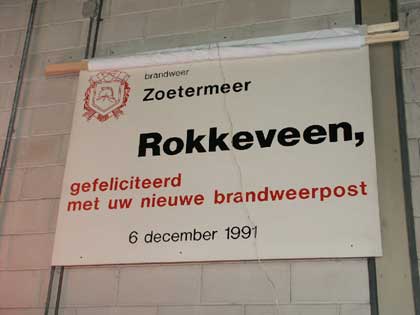 brandweer
Zoetermeer
Rokkeveen,
gefeliciteerd
met uw nieuwe brandweerpost
6 december 1991